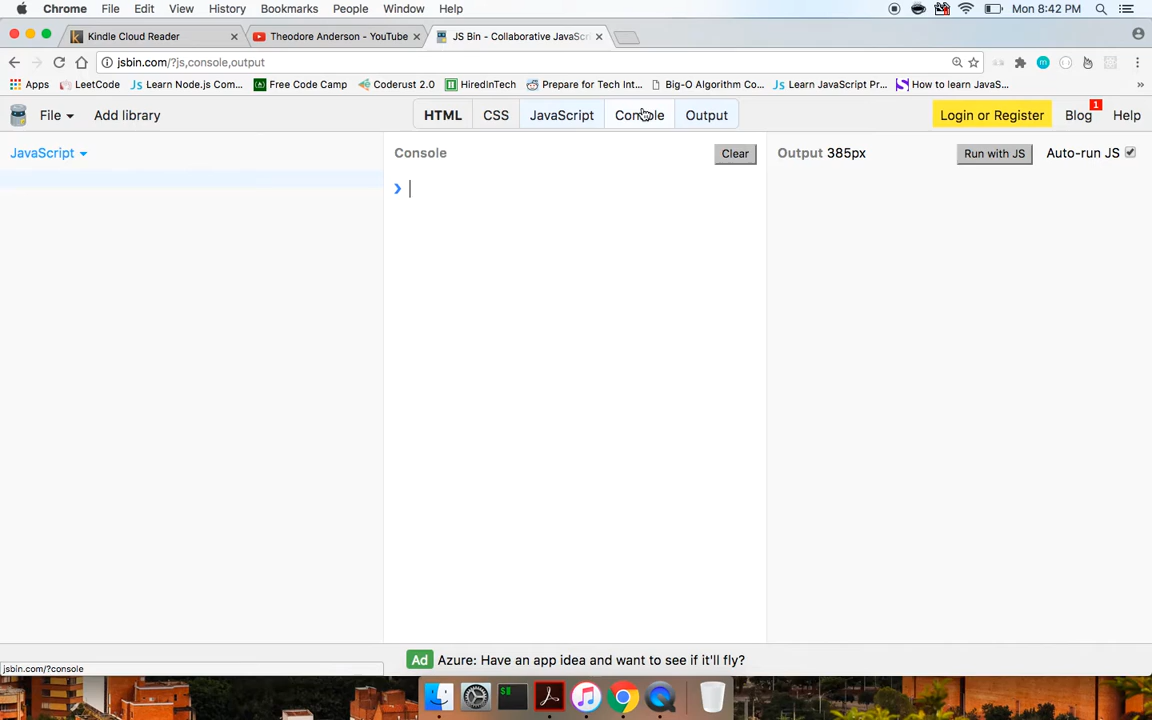 Chrome File Edit View History Bookmarks People Window Help Mon 8:42 PM
Kindle Cloud Reader Theodore Anderson - YouTube JS Bin - Collaborative JavaScri
jsbin.com/?js,console,output
Apps LeetCode Learn Node.js Com... Free Code Camp Coderust 2.0 HiredInTech Prepare for Tech Int... Big-O Algorithm Co... Learn JavaScript Pr... How to learn JavaS... »
File Add library HTML CSS JavaScript Console Output Login or Register Blog 1 Help
JavaScript Console Clear Output 385px Run with JS Auto-run JS
Ad Azure: Have an app idea and want to see if it'll fly?
jsbin.com/?console